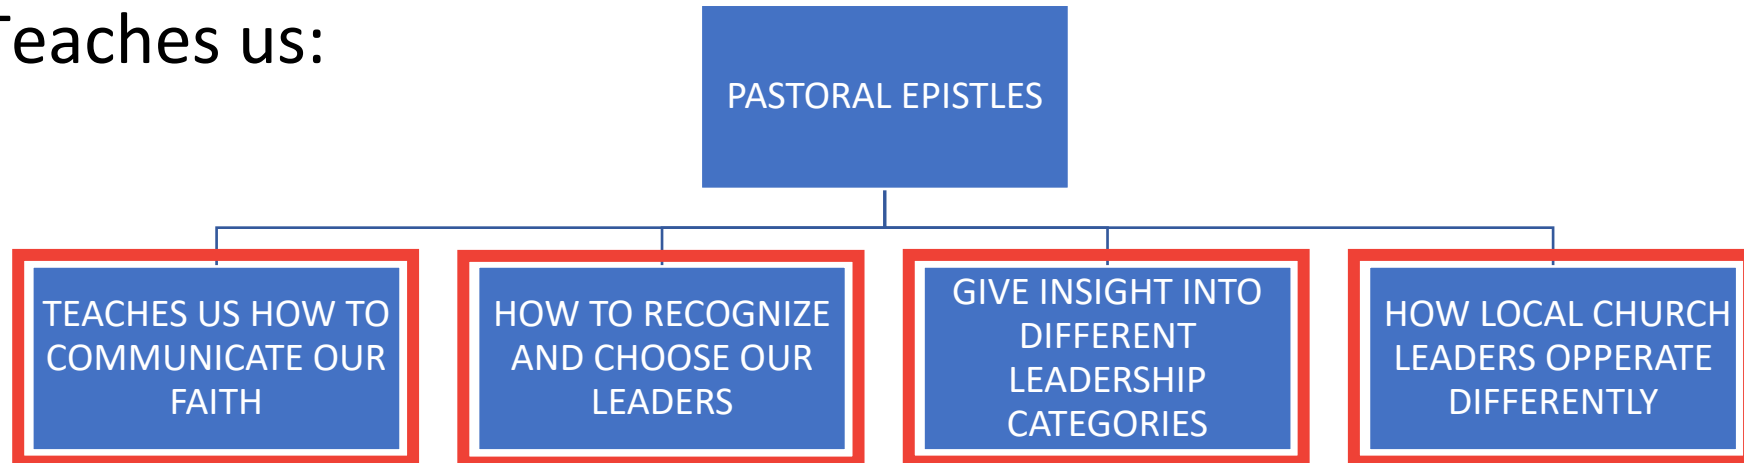 Teaches us:
PASTORAL EPISTLES
TEACHES US HOW TO
COMMUNICATE OUR
FAITH
HOW TO RECOGNIZE
AND CHOOSE OUR
LEADERS
GIVE INSIGHT INTO
DIFFERENT
LEADERSHIP
CATEGORIES
HOW LOCAL CHURCH
LEADERS OPPERATE
DIFFERENTLY